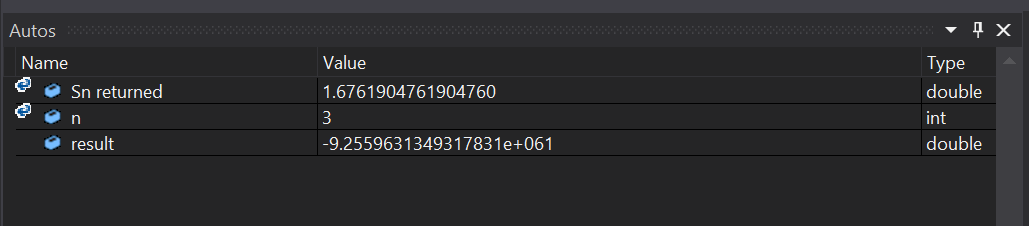 Autos
Name Value Type
Sn returned 1.6761904761904760 double
n 3 int
result -9.2559631349317831e+061 double